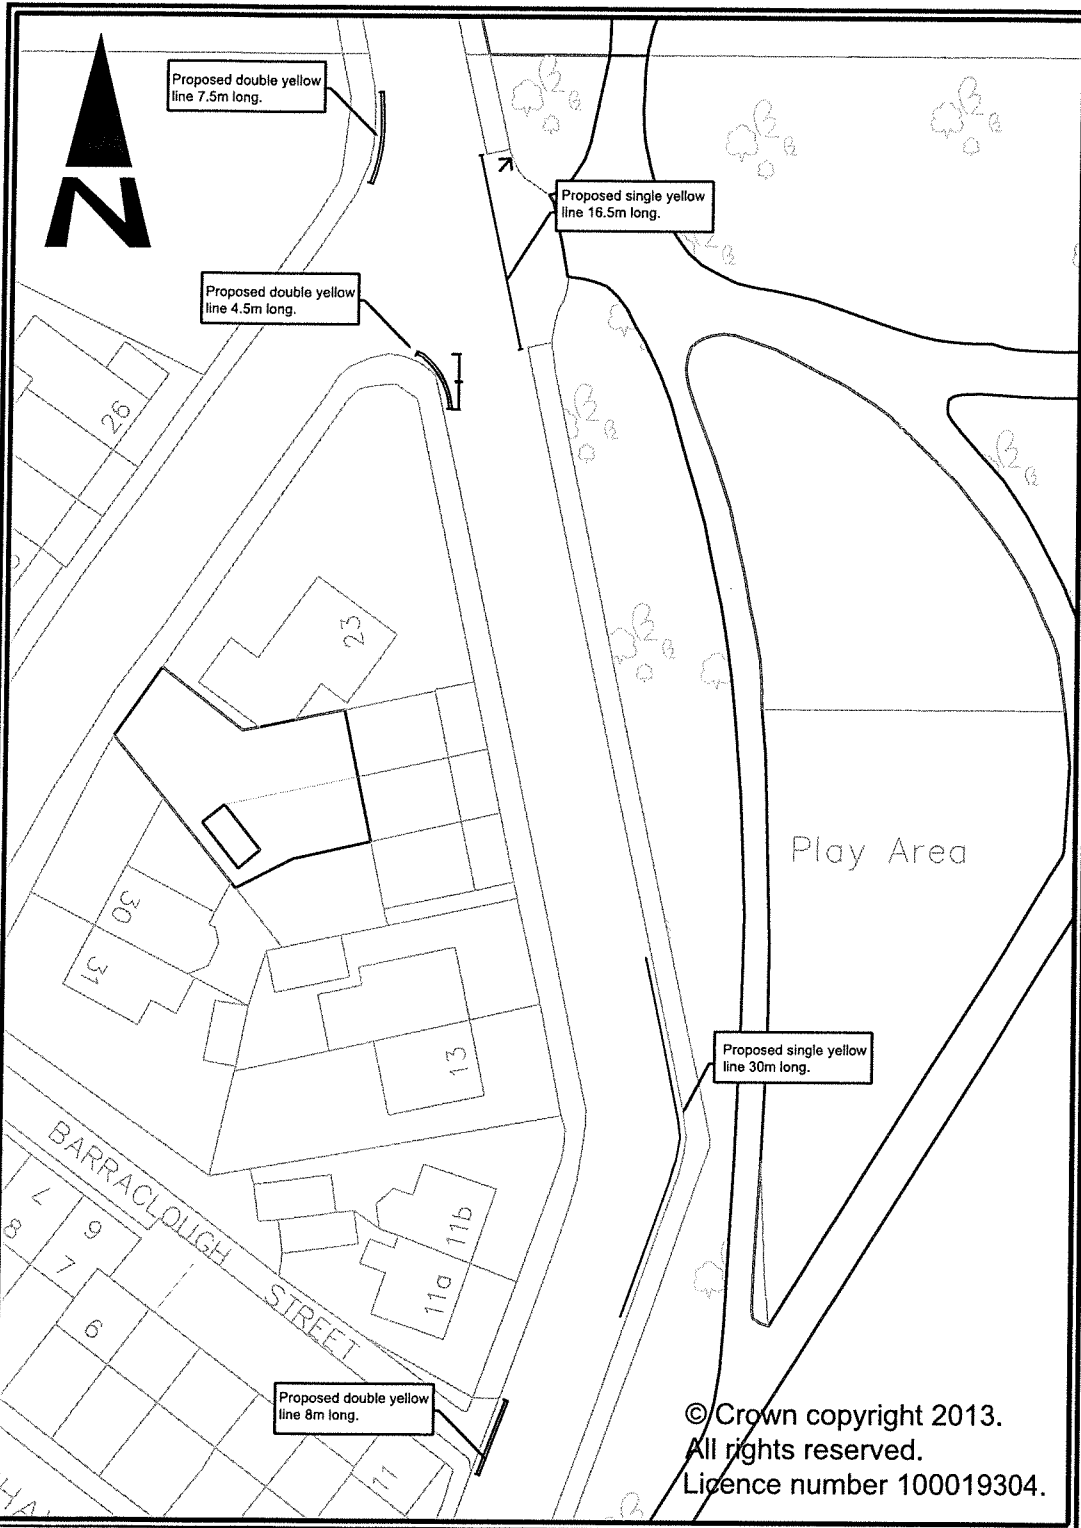 Proposed double yellow
line 7.5m long.
N
Proposed single yellow
line 16.5m long.
Proposed double yellow
line 4.5m long.
26
23
Play Area
30
31
13
Proposed single yellow
line 30m long.
BARRACLOUGH STREET
11b
11a
9
8
7
6
Proposed double yellow
line 8m long.
11
© Crown copyright 2013.
All rights reserved.
Licence number 100019304.